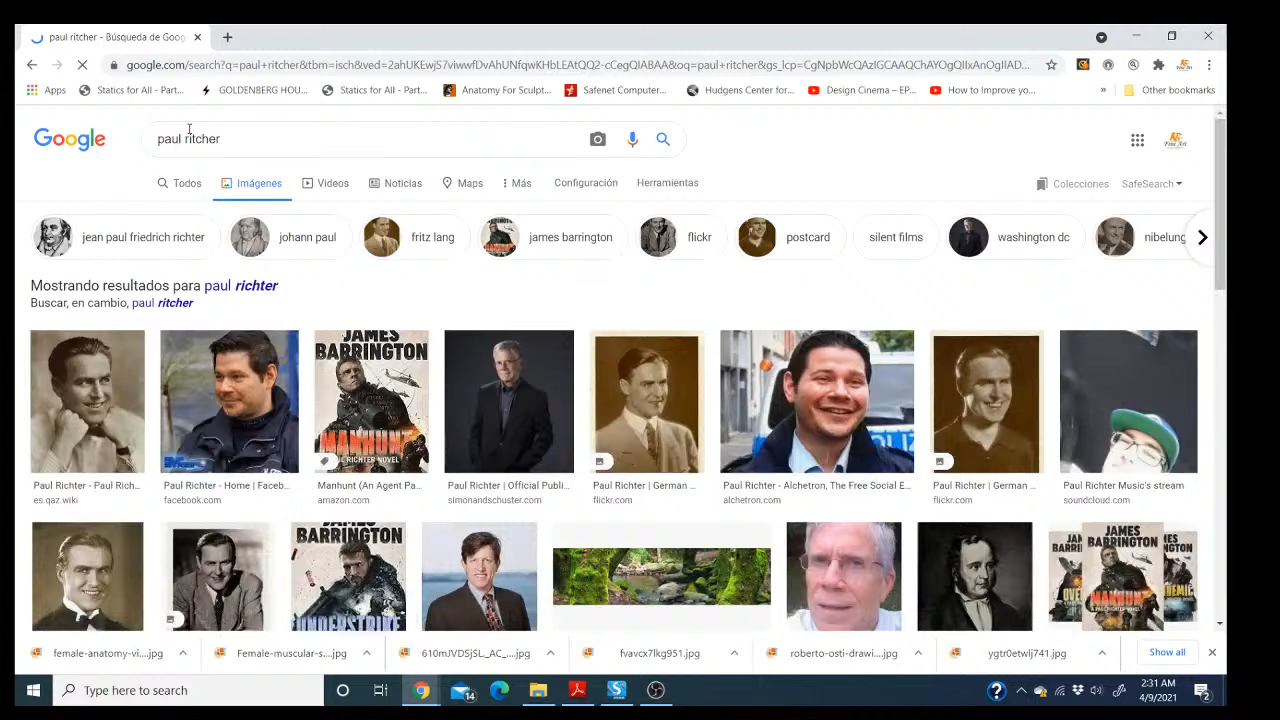 paul ritcher - Búsqueda de Goog
google.com/search?q=paul+ritcher&tbm=isch&ved=2ahUKEwj57viwwfDvAhUNfqwKHbLEAtQQ2-cCegQIABAA&oq=paul+ritcher&gs_lcp=CgNpbWcQAzIGCAAQChAYOgQIIxAnOgIIAD...
Apps
Statics for All - Part...
GOLDENBERG HOU...
Statics for All - Part...
Anatomy For Sculpt...
Safenet Computer...
Hudgens Center for...
Design Cinema – EP...
How to Improve yo...
»
Other bookmarks
Google
paul ritcher
Todos
Imágenes
Videos
Noticias
Maps
Más
Configuración
Herramientas
Colecciones
SafeSearch
jean paul friedrich richter
johann paul
fritz lang
james barrington
flickr
postcard
silent films
washington dc
nibelung
Mostrando resultados para paul richter
Buscar, en cambio, paul ritcher
JAMES
BARRINGTON
MANHUNT
Paul Richter - Paul Rich...
es.qaz.wiki
Paul Richter - Home | Faceb...
facebook.com
Manhunt (An Agent Pa...
amazon.com
Paul Richter | Official Publi...
simonandschuster.com
Paul Richter | German ...
flickr.com
Paul Richter - Alchetron, The Free Social E...
alchetron.com
Paul Richter | German ...
flickr.com
Paul Richter Music's stream
soundcloud.com
JAMES
BARRINGTON
UNDERSTRIKE
JAMES
BARRINGTON
MANHUNT
female-anatomy-vi....jpg
Female-muscular-s....jpg
610mJVDSjSL_AC_....jpg
fvavcx7lkg951.jpg
roberto-osti-drawi....jpg
ygtr0etwlj741.jpg
Show all
Type here to search
14
2:31 AM
4/9/2021
2